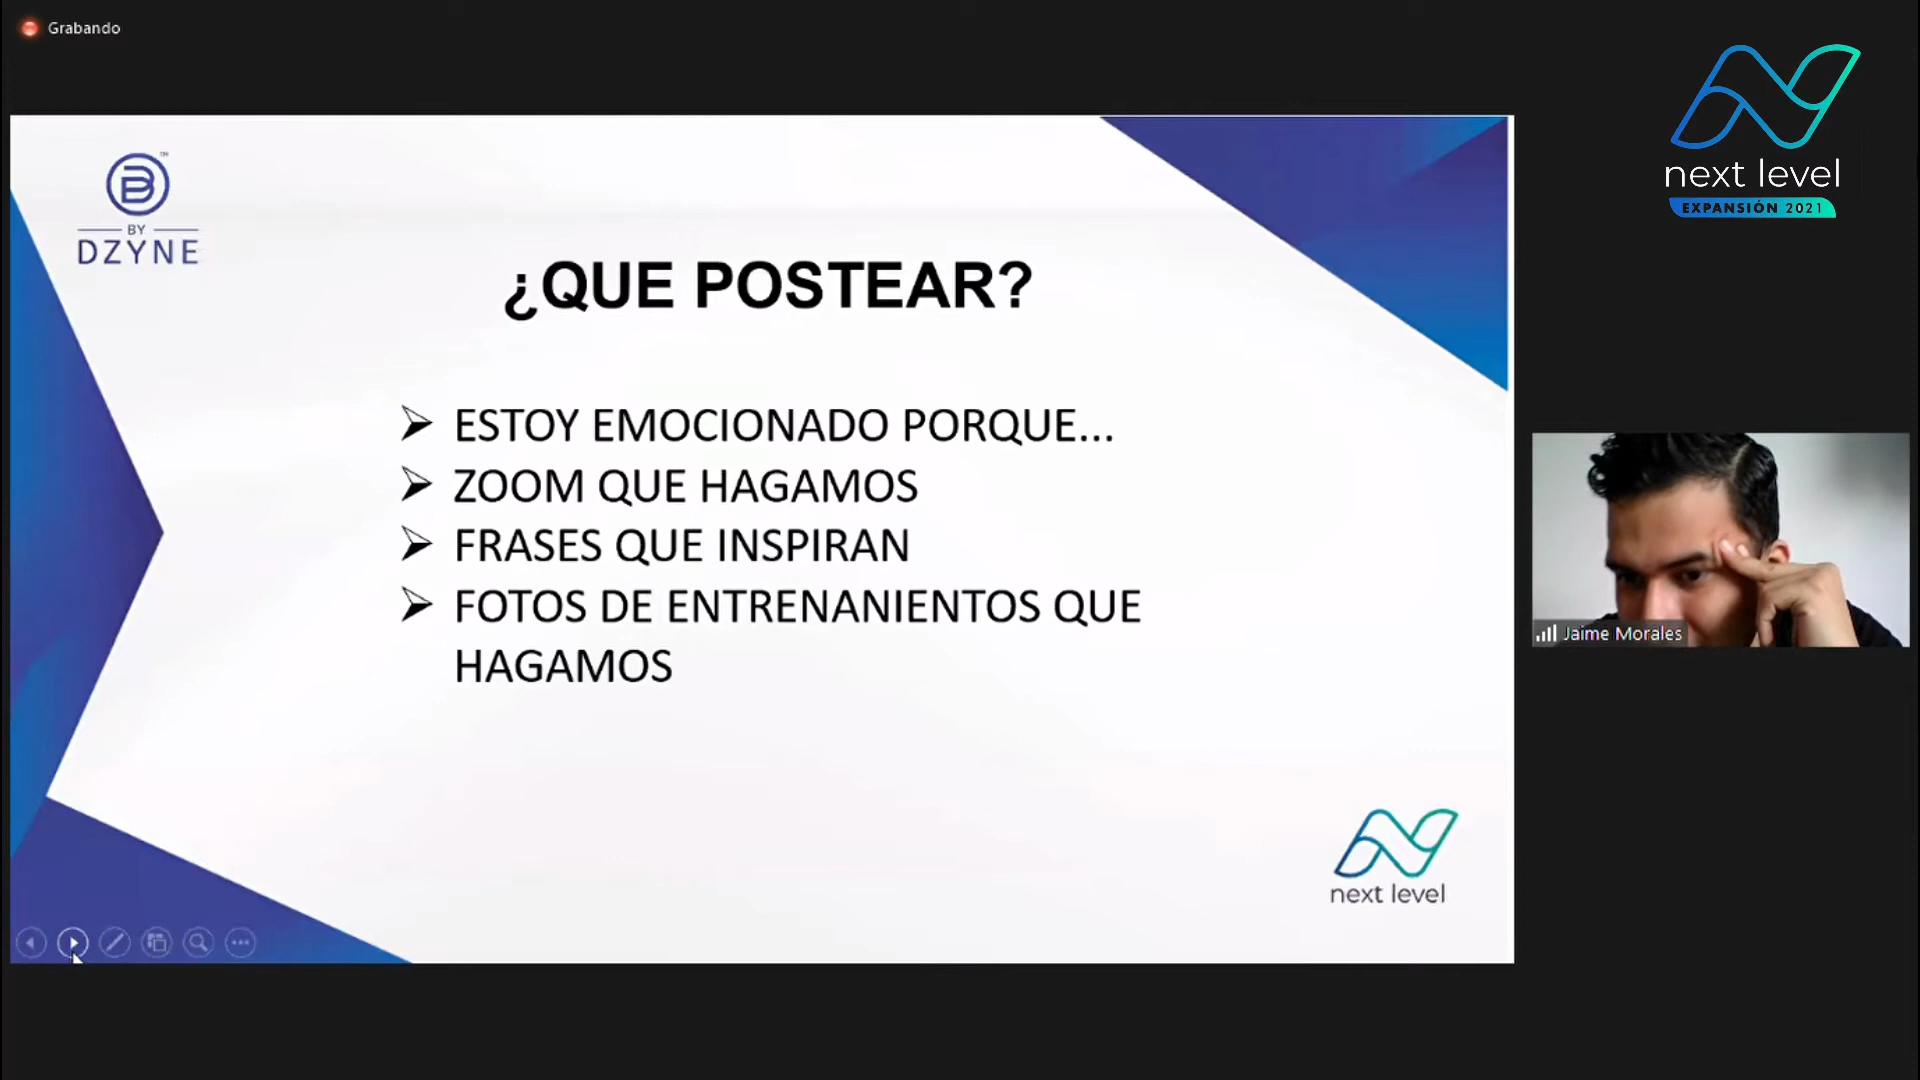 Grabando
next level
EXPANSIÓN 2021
B
™
BY
DZYNE
¿QUE POSTEAR?
ESTOY EMOCIONADO PORQUE...
ZOOM QUE HAGAMOS
FRASES QUE INSPIRAN
FOTOS DE ENTRENANIENTOS QUE
HAGAMOS
Jaime Morales
next level